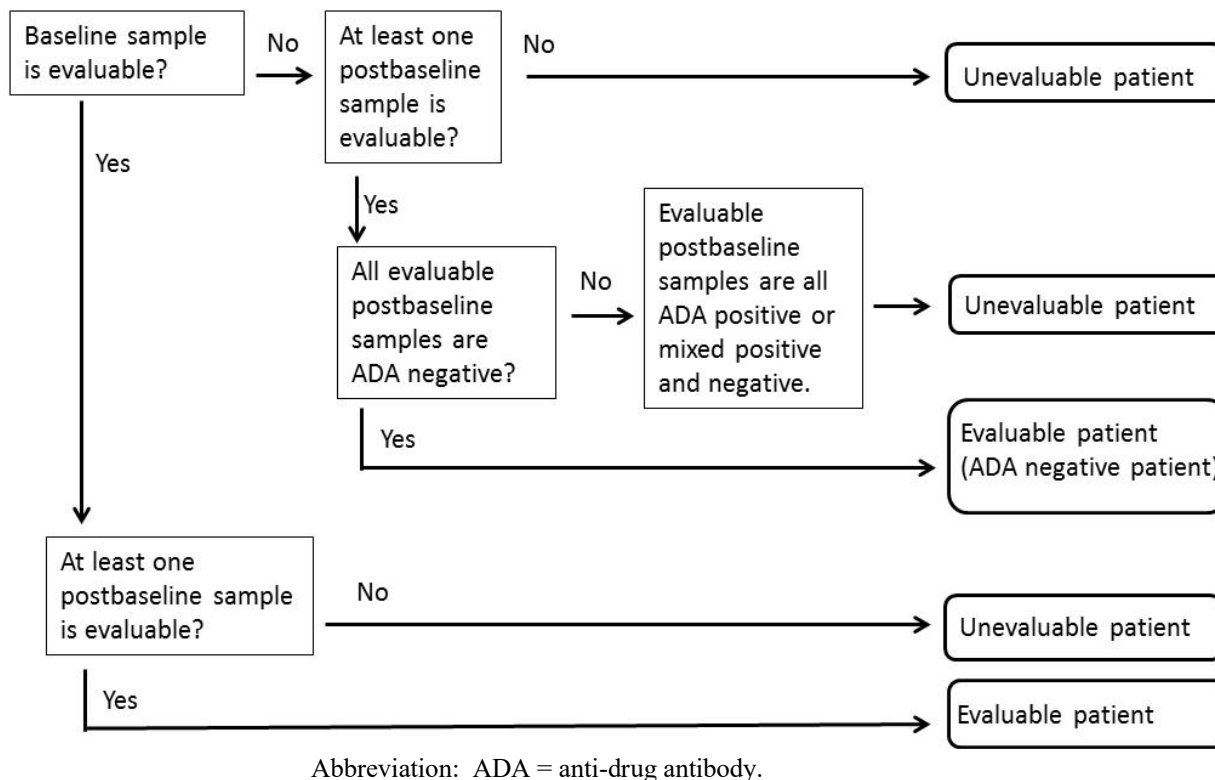 Baseline sample
is evaluable?
No
At least one
postbaseline
sample is
evaluable?
No
Unevaluable patient
Yes
Yes
All evaluable
postbaseline
samples are
ADA negative?
No
Evaluable
postbaseline
samples are all
ADA positive or
mixed positive
and negative.
Unevaluable patient
Yes
Evaluable patient
(ADA negative patient)
At least one
postbaseline sample
is evaluable?
No
Unevaluable patient
Yes
Evaluable patient
Abbreviation: ADA = anti-drug antibody.